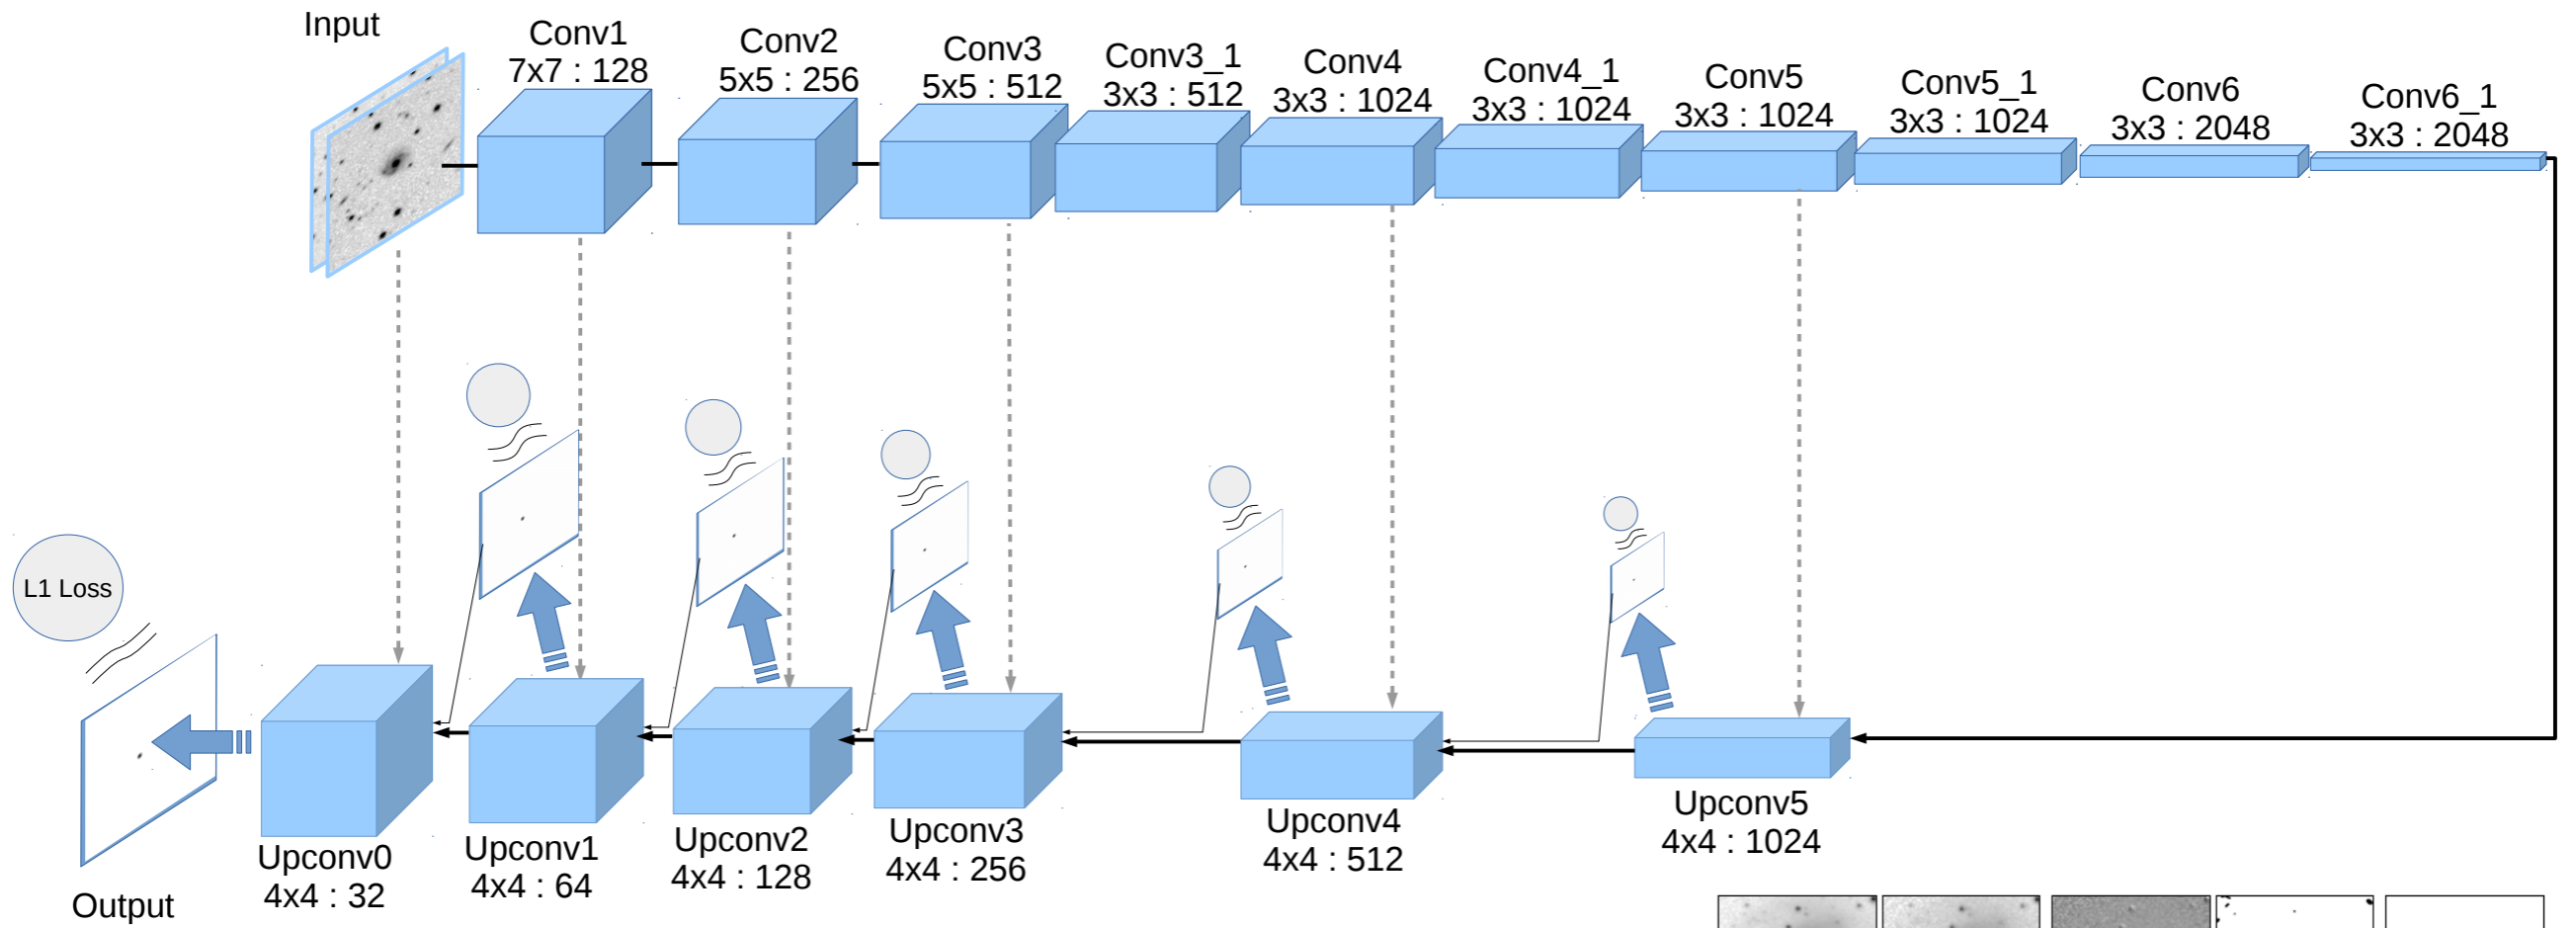 Input
Conv1
7x7 : 128
Conv2
5x5 : 256
Conv3
5x5 : 512
Conv3_1
3x3 : 512
Conv4
3x3 : 1024
Conv4_1
3x3 : 1024
Conv5
3x3 : 1024
Conv5_1
3x3 : 1024
Conv6
3x3 : 2048
Conv6_1
3x3 : 2048
L1 Loss
Output
Upconv0
4x4 : 32
Upconv1
4x4 : 64
Upconv2
4x4 : 128
Upconv3
4x4 : 256
Upconv4
4x4 : 512
Upconv5
4x4 : 1024